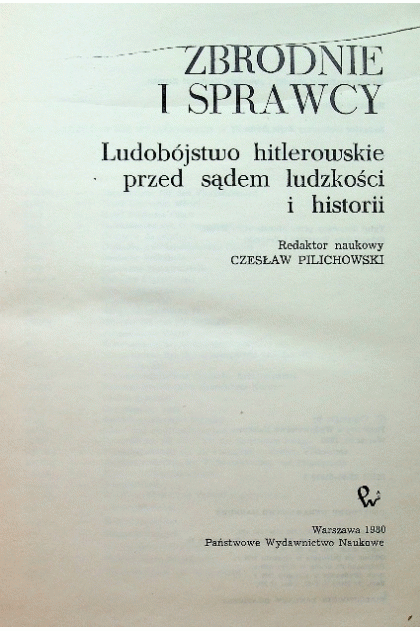 ZBRODNIE
I SPRAWCY
Ludobójstwo hitlerowskie
przed sądem ludzkości
i historii
Redaktor naukowy
CZESŁAW PILICHOWSKI
Warszawa 1980
Państwowe Wydawnictwo Naukowe